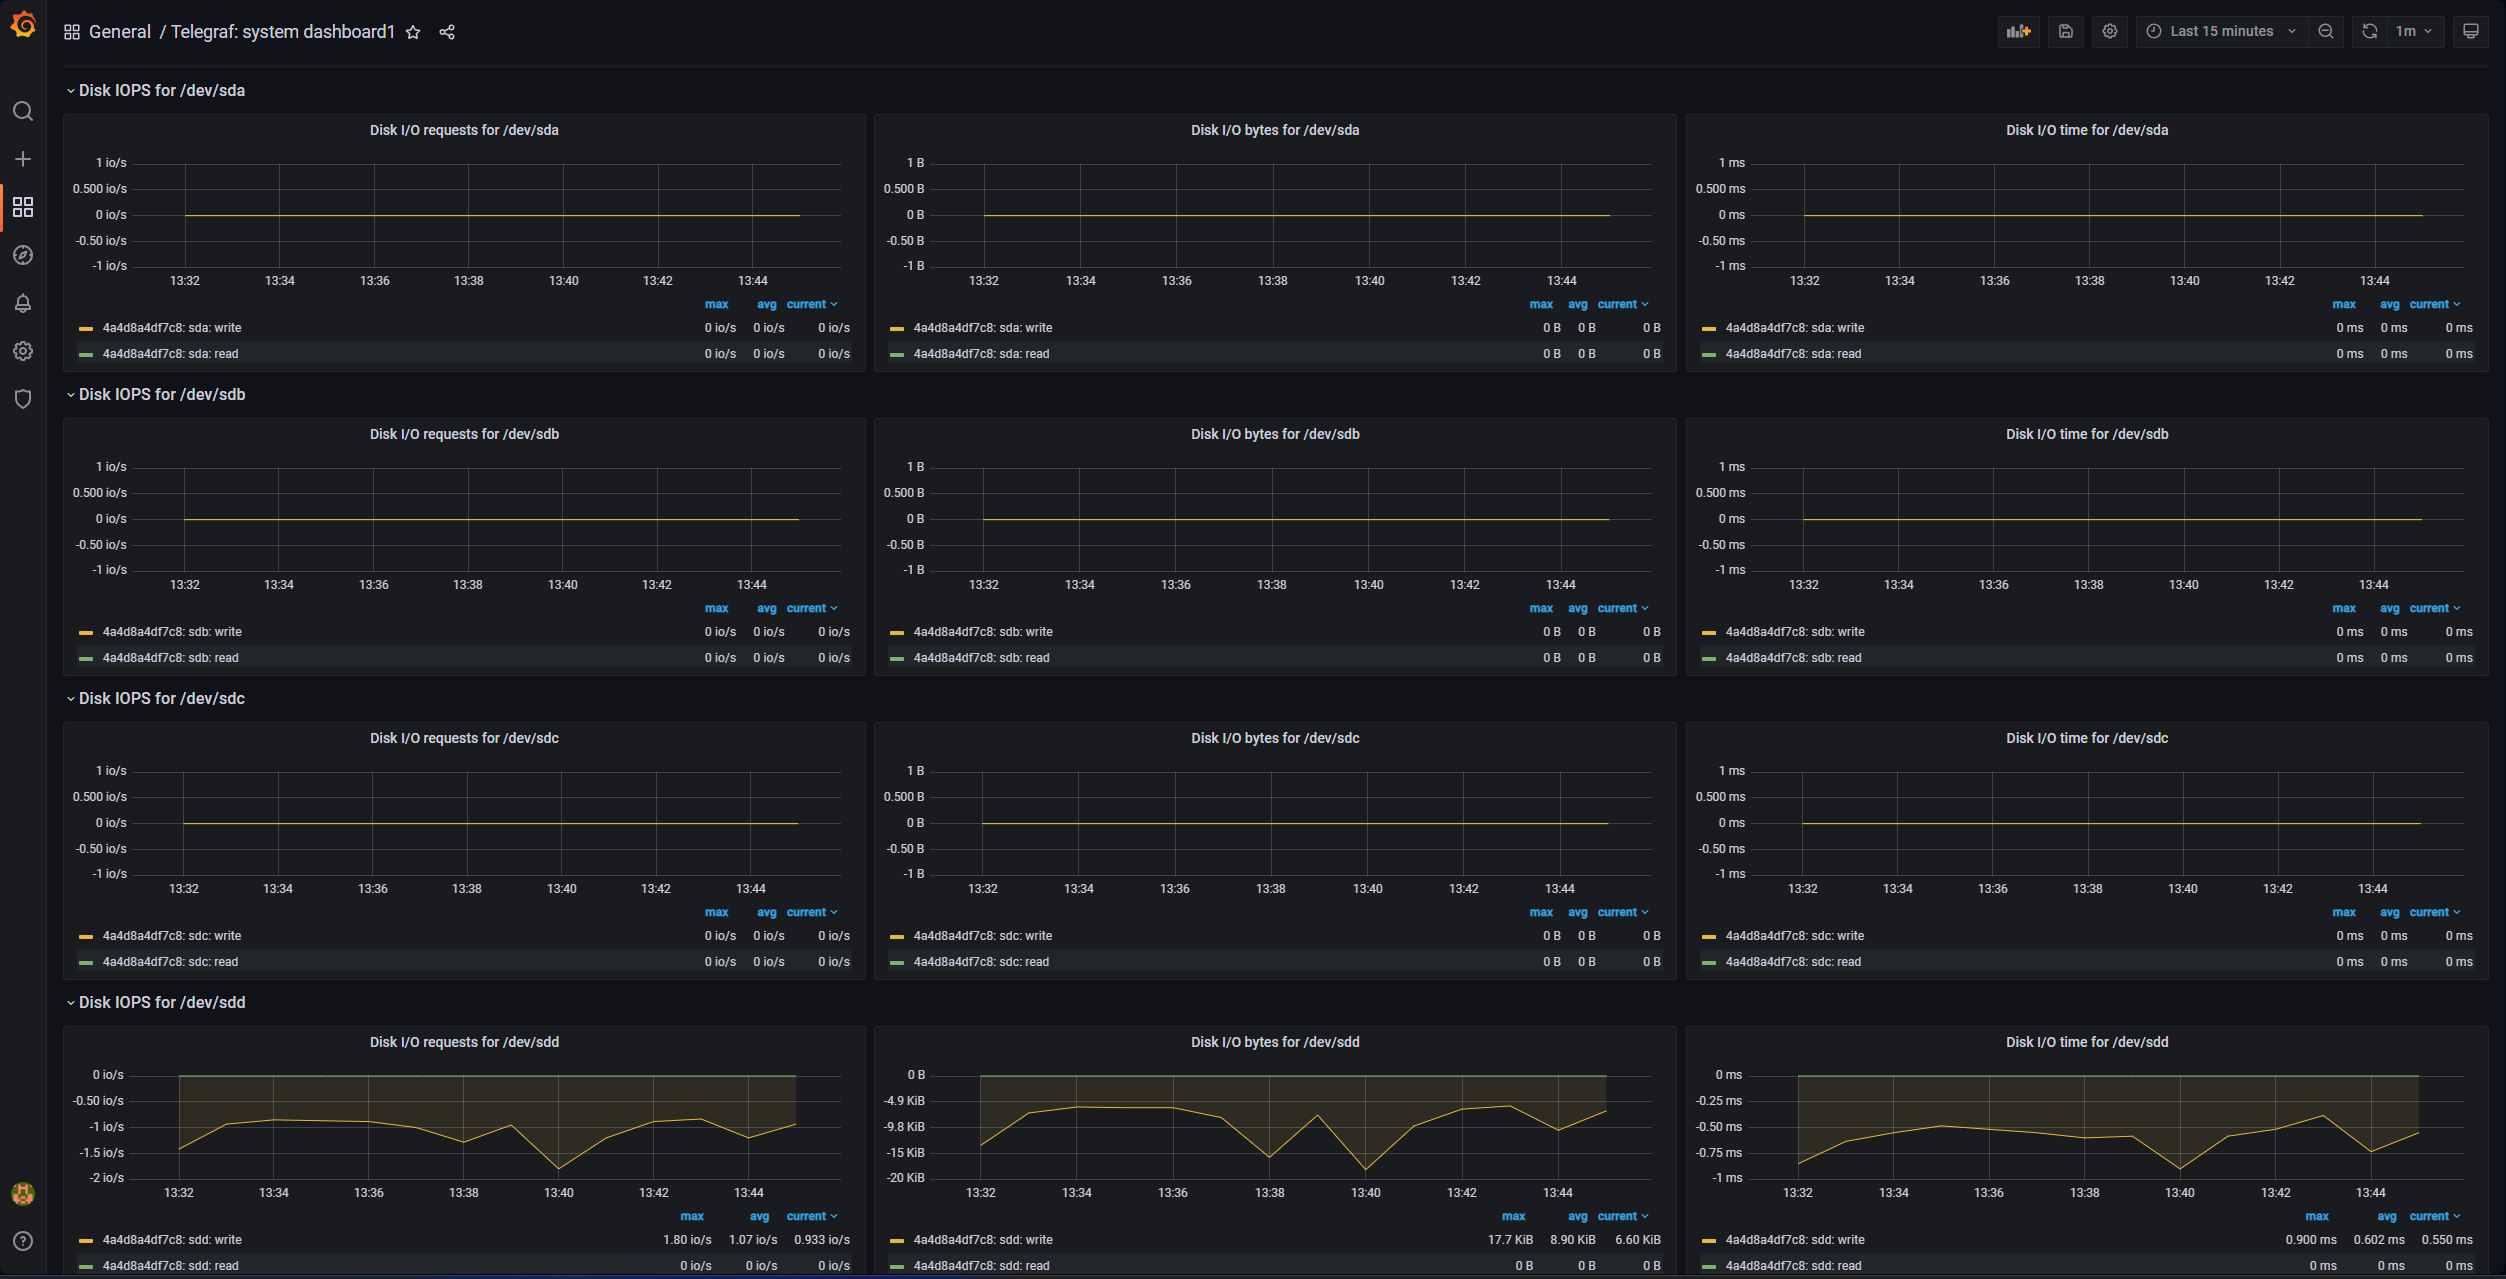 General / Telegraf: system dashboard1
Last 15 minutes
1m
Disk IOPS for /dev/sda
Disk I/O requests for /dev/sda
1 io/s
0.500 io/s
0 io/s
-0.50 io/s
-1 io/s
13:32 13:34 13:36 13:38 13:40 13:42 13:44
max avg current
4a4d8a4df7c8: sda: write 0 io/s 0 io/s 0 io/s
4a4d8a4df7c8: sda: read 0 io/s 0 io/s 0 io/s
Disk I/O bytes for /dev/sda
1 B
0.500 B
0 B
-0.50 B
-1 B
13:32 13:34 13:36 13:38 13:40 13:42 13:44
max avg current
4a4d8a4df7c8: sda: write 0 B 0 B 0 B
4a4d8a4df7c8: sda: read 0 B 0 B 0 B
Disk I/O time for /dev/sda
1 ms
0.500 ms
0 ms
-0.50 ms
-1 ms
13:32 13:34 13:36 13:38 13:40 13:42 13:44
max avg current
4a4d8a4df7c8: sda: write 0 ms 0 ms 0 ms
4a4d8a4df7c8: sda: read 0 ms 0 ms 0 ms
Disk IOPS for /dev/sdb
Disk I/O requests for /dev/sdb
1 io/s
0.500 io/s
0 io/s
-0.50 io/s
-1 io/s
13:32 13:34 13:36 13:38 13:40 13:42 13:44
max avg current
4a4d8a4df7c8: sdb: write 0 io/s 0 io/s 0 io/s
4a4d8a4df7c8: sdb: read 0 io/s 0 io/s 0 io/s
Disk I/O bytes for /dev/sdb
1 B
0.500 B
0 B
-0.50 B
-1 B
13:32 13:34 13:36 13:38 13:40 13:42 13:44
max avg current
4a4d8a4df7c8: sdb: write 0 B 0 B 0 B
4a4d8a4df7c8: sdb: read 0 B 0 B 0 B
Disk I/O time for /dev/sdb
1 ms
0.500 ms
0 ms
-0.50 ms
-1 ms
13:32 13:34 13:36 13:38 13:40 13:42 13:44
max avg current
4a4d8a4df7c8: sdb: write 0 ms 0 ms 0 ms
4a4d8a4df7c8: sdb: read 0 ms 0 ms 0 ms
Disk IOPS for /dev/sdc
Disk I/O requests for /dev/sdc
1 io/s
0.500 io/s
0 io/s
-0.50 io/s
-1 io/s
13:32 13:34 13:36 13:38 13:40 13:42 13:44
max avg current
4a4d8a4df7c8: sdc: write 0 io/s 0 io/s 0 io/s
4a4d8a4df7c8: sdc: read 0 io/s 0 io/s 0 io/s
Disk I/O bytes for /dev/sdc
1 B
0.500 B
0 B
-0.50 B
-1 B
13:32 13:34 13:36 13:38 13:40 13:42 13:44
max avg current
4a4d8a4df7c8: sdc: write 0 B 0 B 0 B
4a4d8a4df7c8: sdc: read 0 B 0 B 0 B
Disk I/O time for /dev/sdc
1 ms
0.500 ms
0 ms
-0.50 ms
-1 ms
13:32 13:34 13:36 13:38 13:40 13:42 13:44
max avg current
4a4d8a4df7c8: sdc: write 0 ms 0 ms 0 ms
4a4d8a4df7c8: sdc: read 0 ms 0 ms 0 ms
Disk IOPS for /dev/sdd
Disk I/O requests for /dev/sdd
0 io/s
-0.50 io/s
-1 io/s
-1.5 io/s
-2 io/s
13:32 13:34 13:36 13:38 13:40 13:42 13:44
max avg current
4a4d8a4df7c8: sdd: write 1.80 io/s 1.07 io/s 0.933 io/s
4a4d8a4df7c8: sdd: read 0 io/s 0 io/s 0 io/s
Disk I/O bytes for /dev/sdd
0 B
-4.9 KiB
-9.8 KiB
-15 KiB
-20 KiB
13:32 13:34 13:36 13:38 13:40 13:42 13:44
max avg current
4a4d8a4df7c8: sdd: write 17.7 KiB 8.90 KiB 6.60 KiB
4a4d8a4df7c8: sdd: read 0 B 0 B 0 B
Disk I/O time for /dev/sdd
0 ms
-0.25 ms
-0.50 ms
-0.75 ms
-1 ms
13:32 13:34 13:36 13:38 13:40 13:42 13:44
max avg current
4a4d8a4df7c8: sdd: write 0.900 ms 0.602 ms 0.550 ms
4a4d8a4df7c8: sdd: read 0 ms 0 ms 0 ms